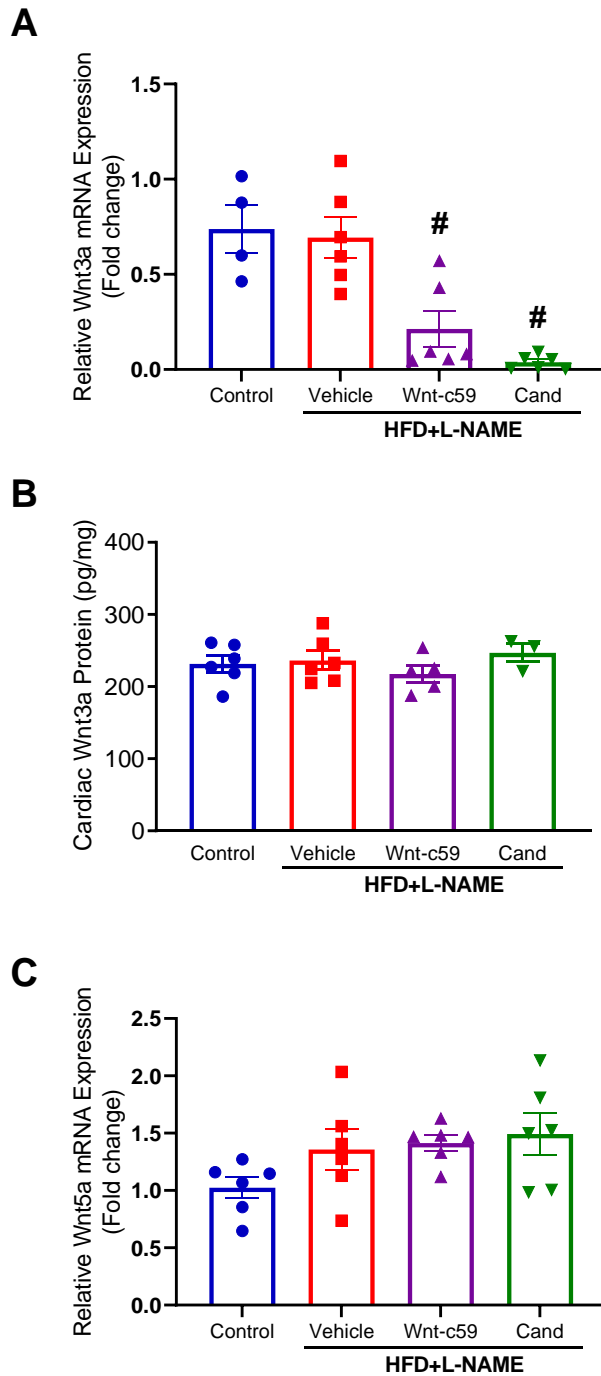 A
Relative Wnt3a mRNA Expression
(Fold change)
1.5
1.0
0.5
0.0
#
#
Control
Vehicle
Wnt-c59
Cand
HFD+L-NAME
B
Cardiac Wnt3a Protein (pg/mg)
400
300
200
100
0
Control
Vehicle
Wnt-c59
Cand
HFD+L-NAME
C
Relative Wnt5a mRNA Expression
(Fold change)
2.5
2.0
1.5
1.0
0.5
0.0
Control
Vehicle
Wnt-c59
Cand
HFD+L-NAME